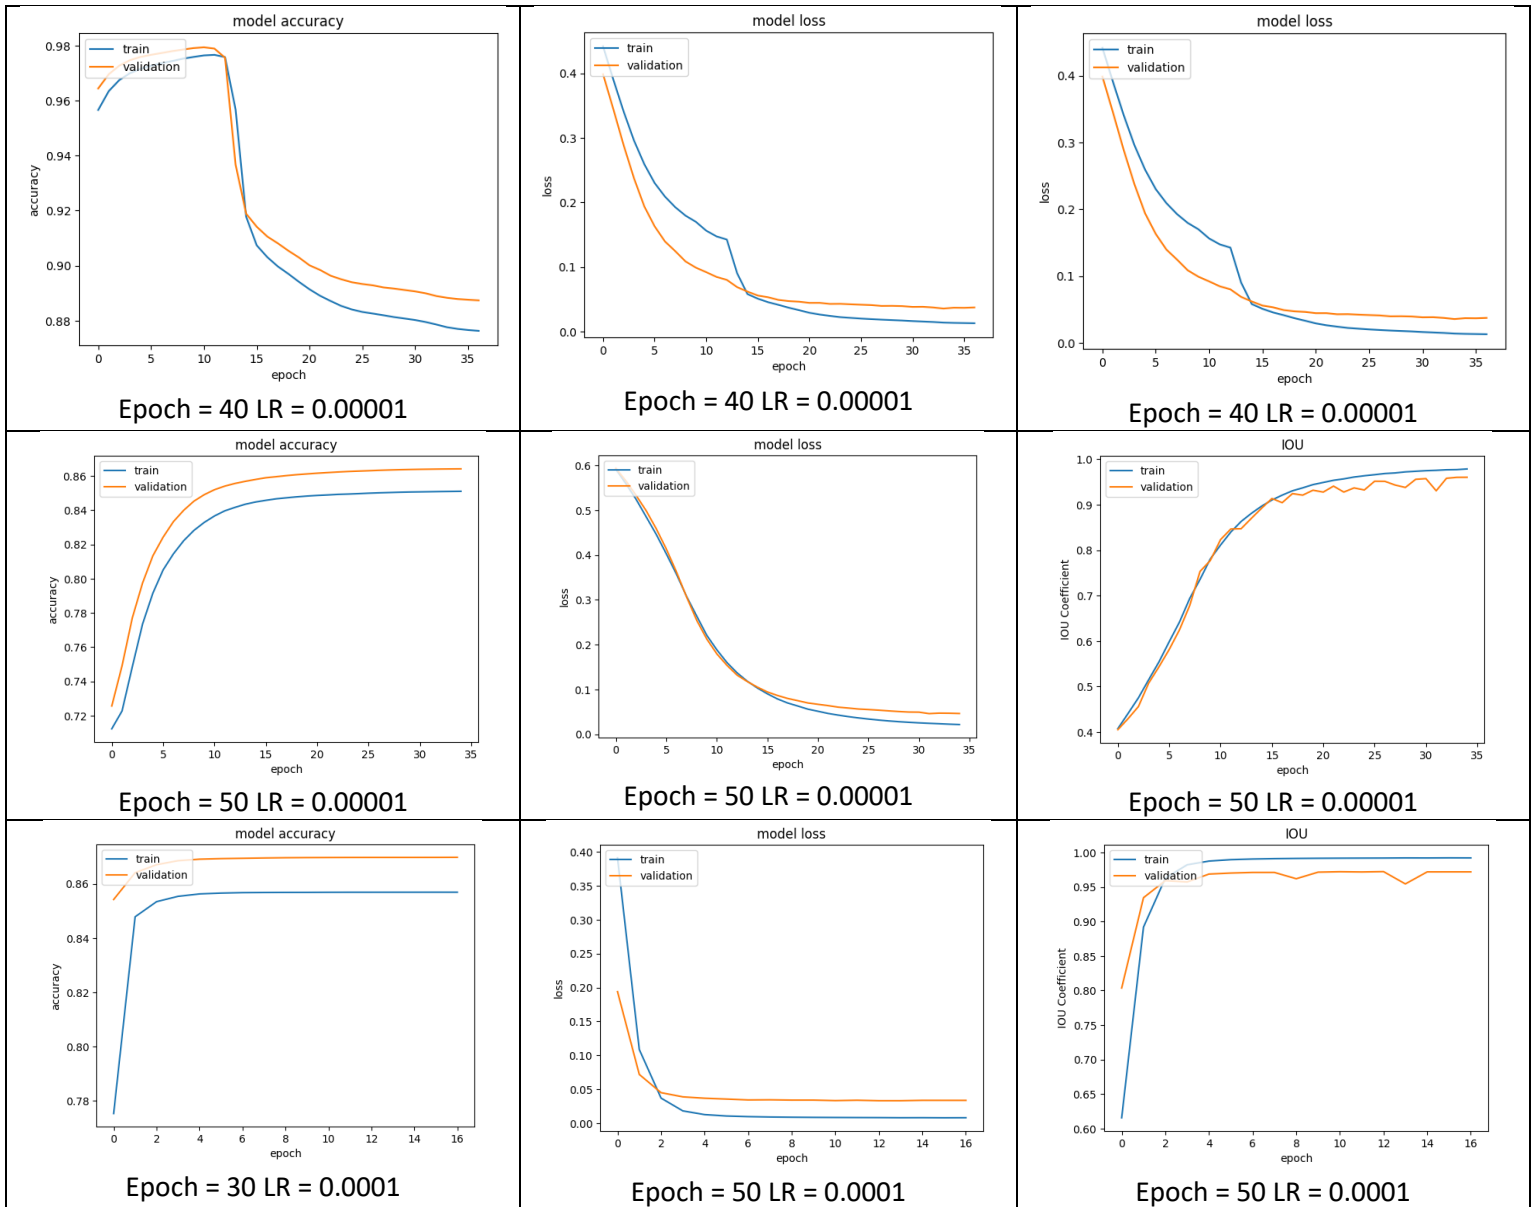 model accuracy
train
validation
0.98
0.96
0.94
0.92
0.90
0.88
accuracy
0 5 10 15 20 25 30 35
epoch
Epoch = 40 LR = 0.00001
model loss
train
validation
0.4
0.3
0.2
0.1
0.0
loss
0 5 10 15 20 25 30 35
epoch
Epoch = 40 LR = 0.00001
model loss
train
validation
0.4
0.3
0.2
0.1
0.0
loss
0 5 10 15 20 25 30 35
epoch
Epoch = 40 LR = 0.00001
model accuracy
train
validation
0.86
0.84
0.82
0.80
0.78
0.76
0.74
0.72
accuracy
0 5 10 15 20 25 30 35
epoch
Epoch = 50 LR = 0.00001
model loss
train
validation
0.6
0.5
0.4
0.3
0.2
0.1
0.0
loss
0 5 10 15 20 25 30 35
epoch
Epoch = 50 LR = 0.00001
IOU
train
validation
1.0
0.9
0.8
0.7
0.6
0.5
0.4
IOU Coefficient
0 5 10 15 20 25 30 35
epoch
Epoch = 50 LR = 0.00001
model accuracy
train
validation
0.86
0.84
0.82
0.80
0.78
accuracy
0 2 4 6 8 10 12 14 16
epoch
Epoch = 30 LR = 0.0001
model loss
train
validation
0.40
0.35
0.30
0.25
0.20
0.15
0.10
0.05
0.00
loss
0 2 4 6 8 10 12 14 16
epoch
Epoch = 50 LR = 0.0001
IOU
train
validation
1.00
0.95
0.90
0.85
0.80
0.75
0.70
0.65
0.60
IOU Coefficient
0 2 4 6 8 10 12 14 16
epoch
Epoch = 50 LR = 0.0001